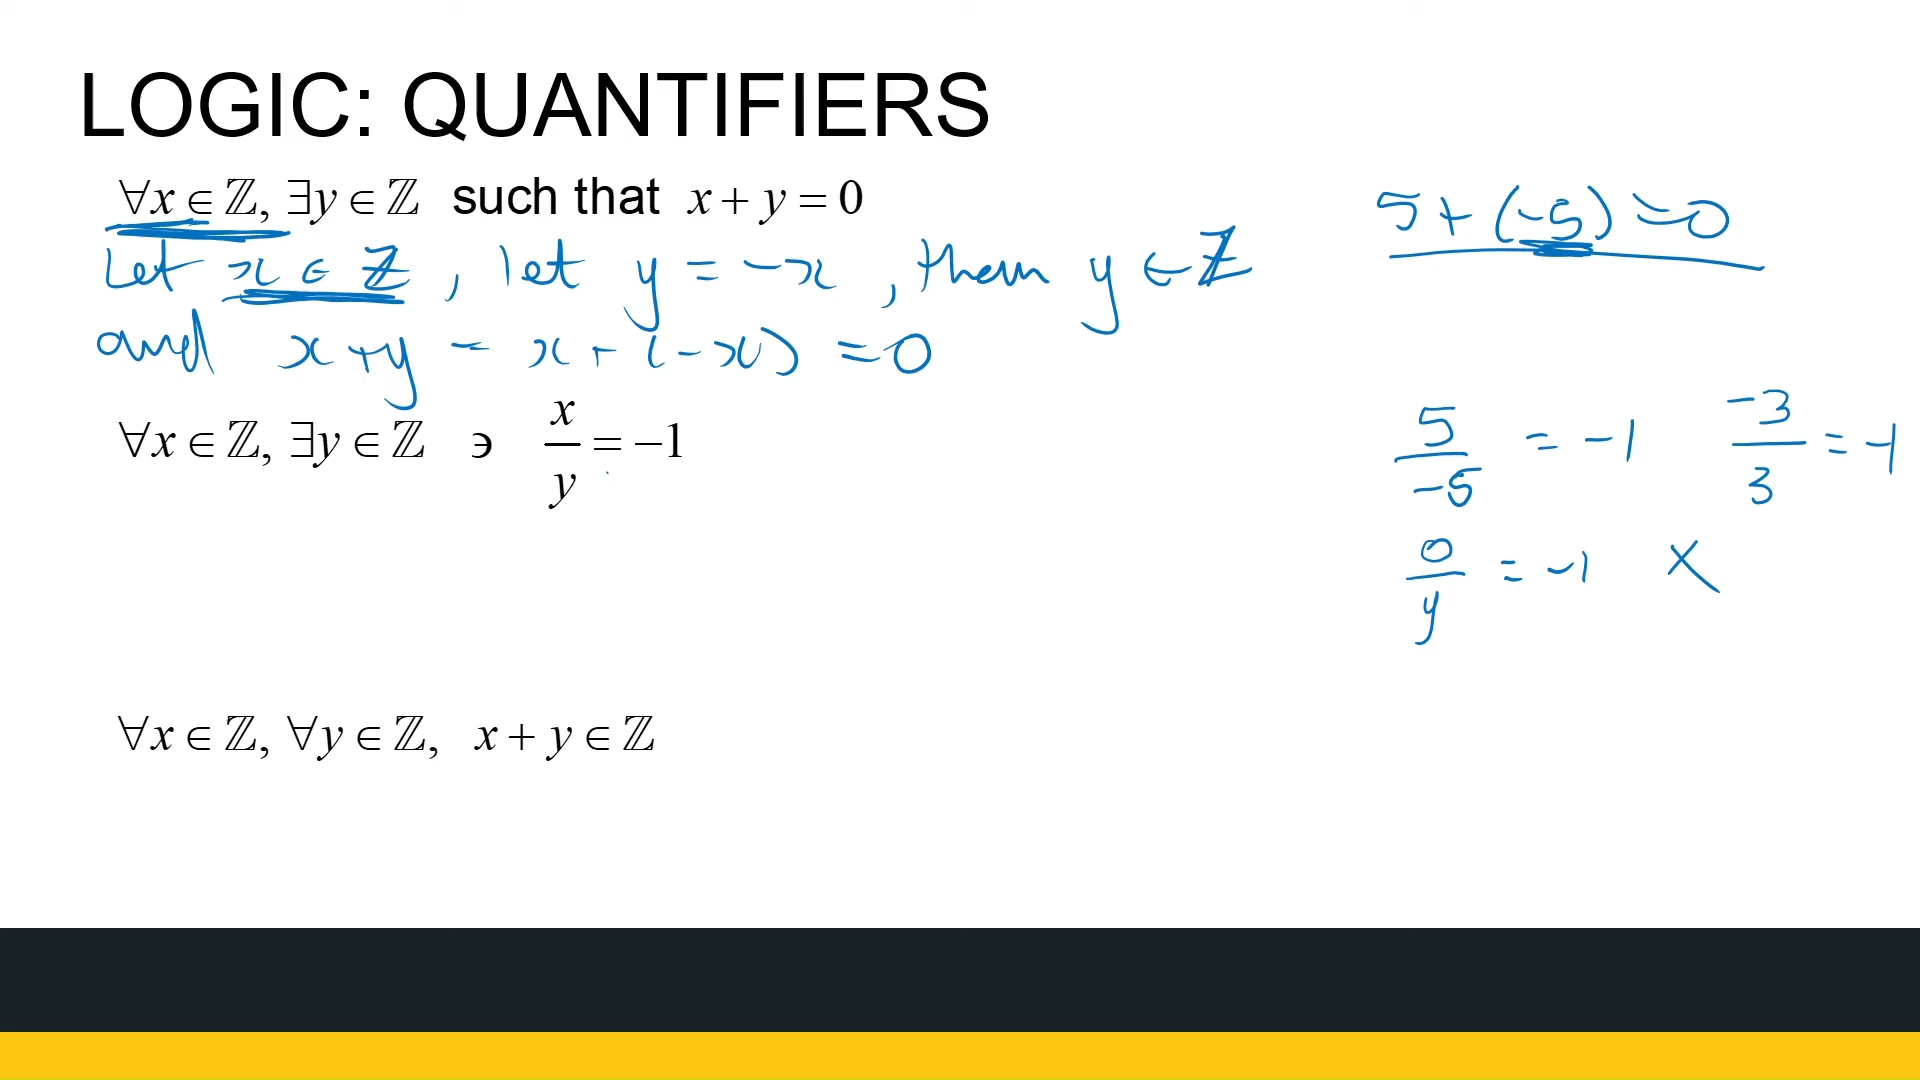 LOGIC: QUANTIFIERS
∀x ∈ ℤ, ∃y ∈ ℤ such that x + y = 0
5 + (-5) = 0
Let x ∈ ℤ, let y = -x, then y ∈ ℤ
and x+y = x + (-x) = 0
∀x ∈ ℤ, ∃y ∈ ℤ ∍ x/y = −1
5/-5 = -1 -3/3 = -1
0/y = -1 X
∀x ∈ ℤ, ∀y ∈ ℤ, x + y ∈ ℤ